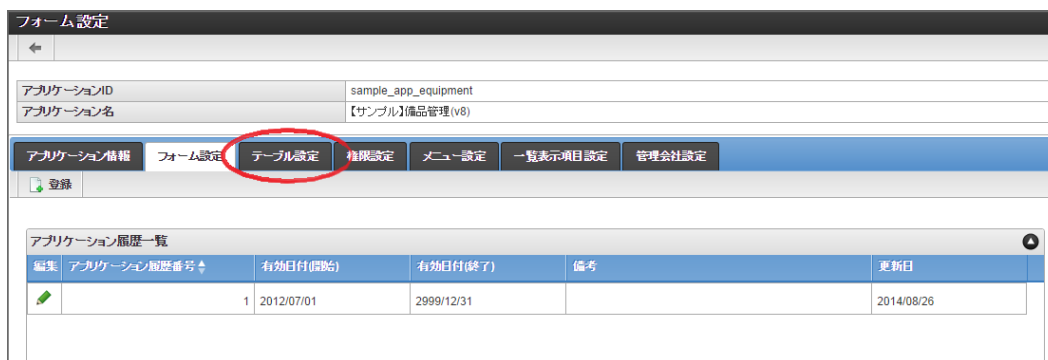 フォーム設定
アプリケーションID sample_app_equipment
アプリケーション名 【サンプル】備品管理(v8)
アプリケーション情報 フォーム設定 テーブル設定 権限設定 メニュー設定 一覧表示項目設定 管理会社設定
登録
アプリケーション履歴一覧
編集 アプリケーション履歴番号 有効日付(開始) 有効日付(終了) 備考 更新日
1 2012/07/01 2999/12/31 2014/08/26